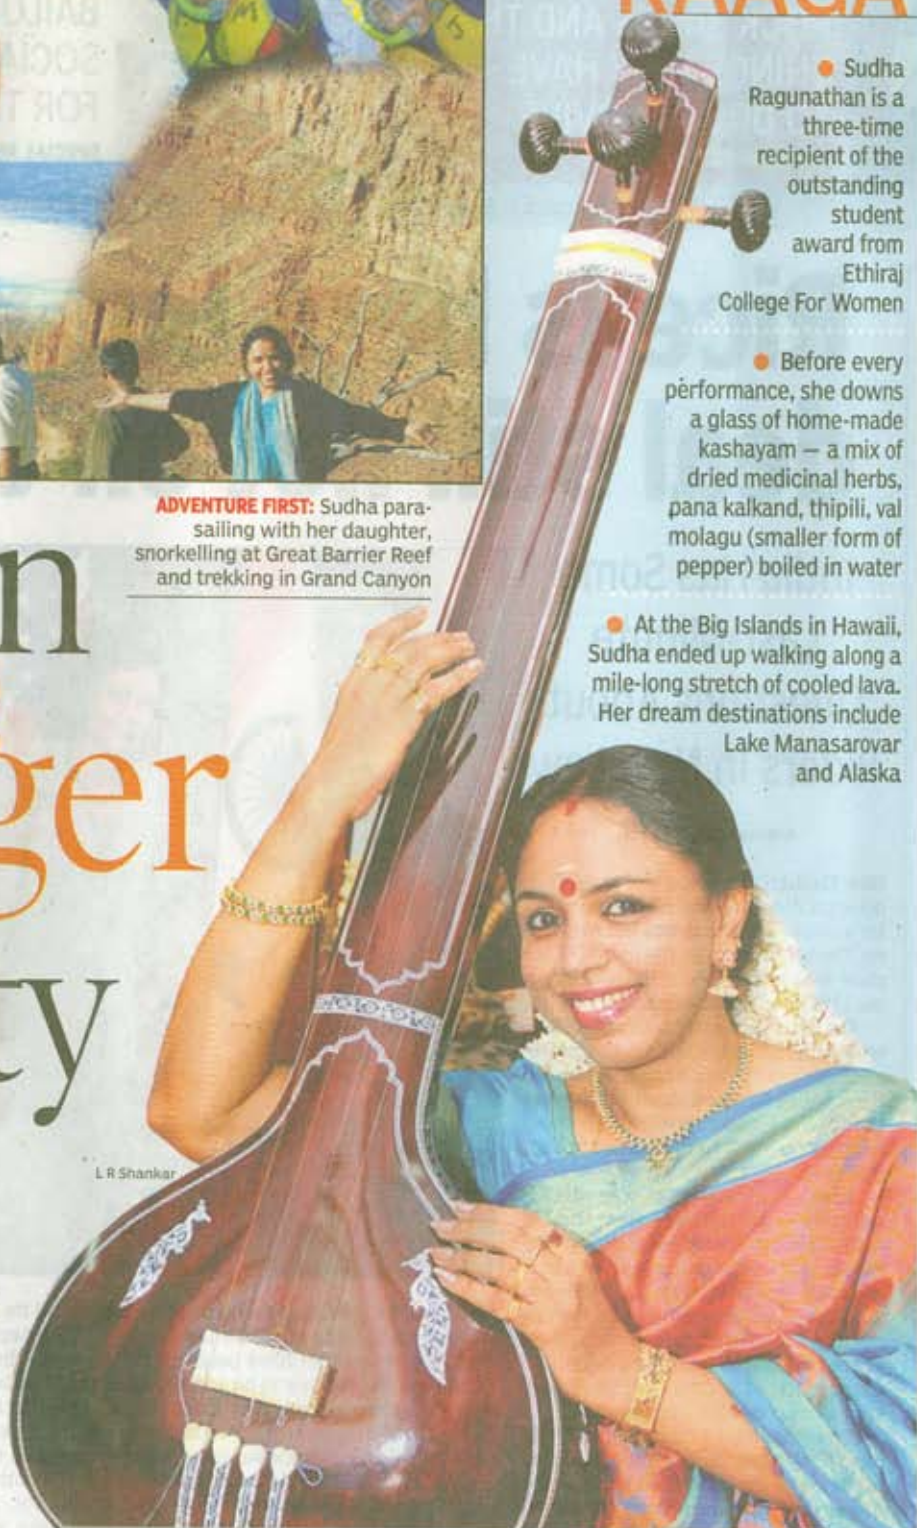 RAAGA
● Sudha
Ragunathan is a
three-time
recipient of the
outstanding
student
award from
Ethiraj
College For Women
● Before every
performance, she downs
a glass of home-made
kashayam — a mix of
dried medicinal herbs,
pana kalkand, thipili, val
molagu (smaller form of
pepper) boiled in water
● At the Big Islands in Hawaii,
Sudha ended up walking along a
mile-long stretch of cooled lava.
Her dream destinations include
Lake Manasarovar
and Alaska
ADVENTURE FIRST: Sudha para-
sailing with her daughter,
snorkelling at Great Barrier Reef
and trekking in Grand Canyon
n
ger
ty
L R Shankar